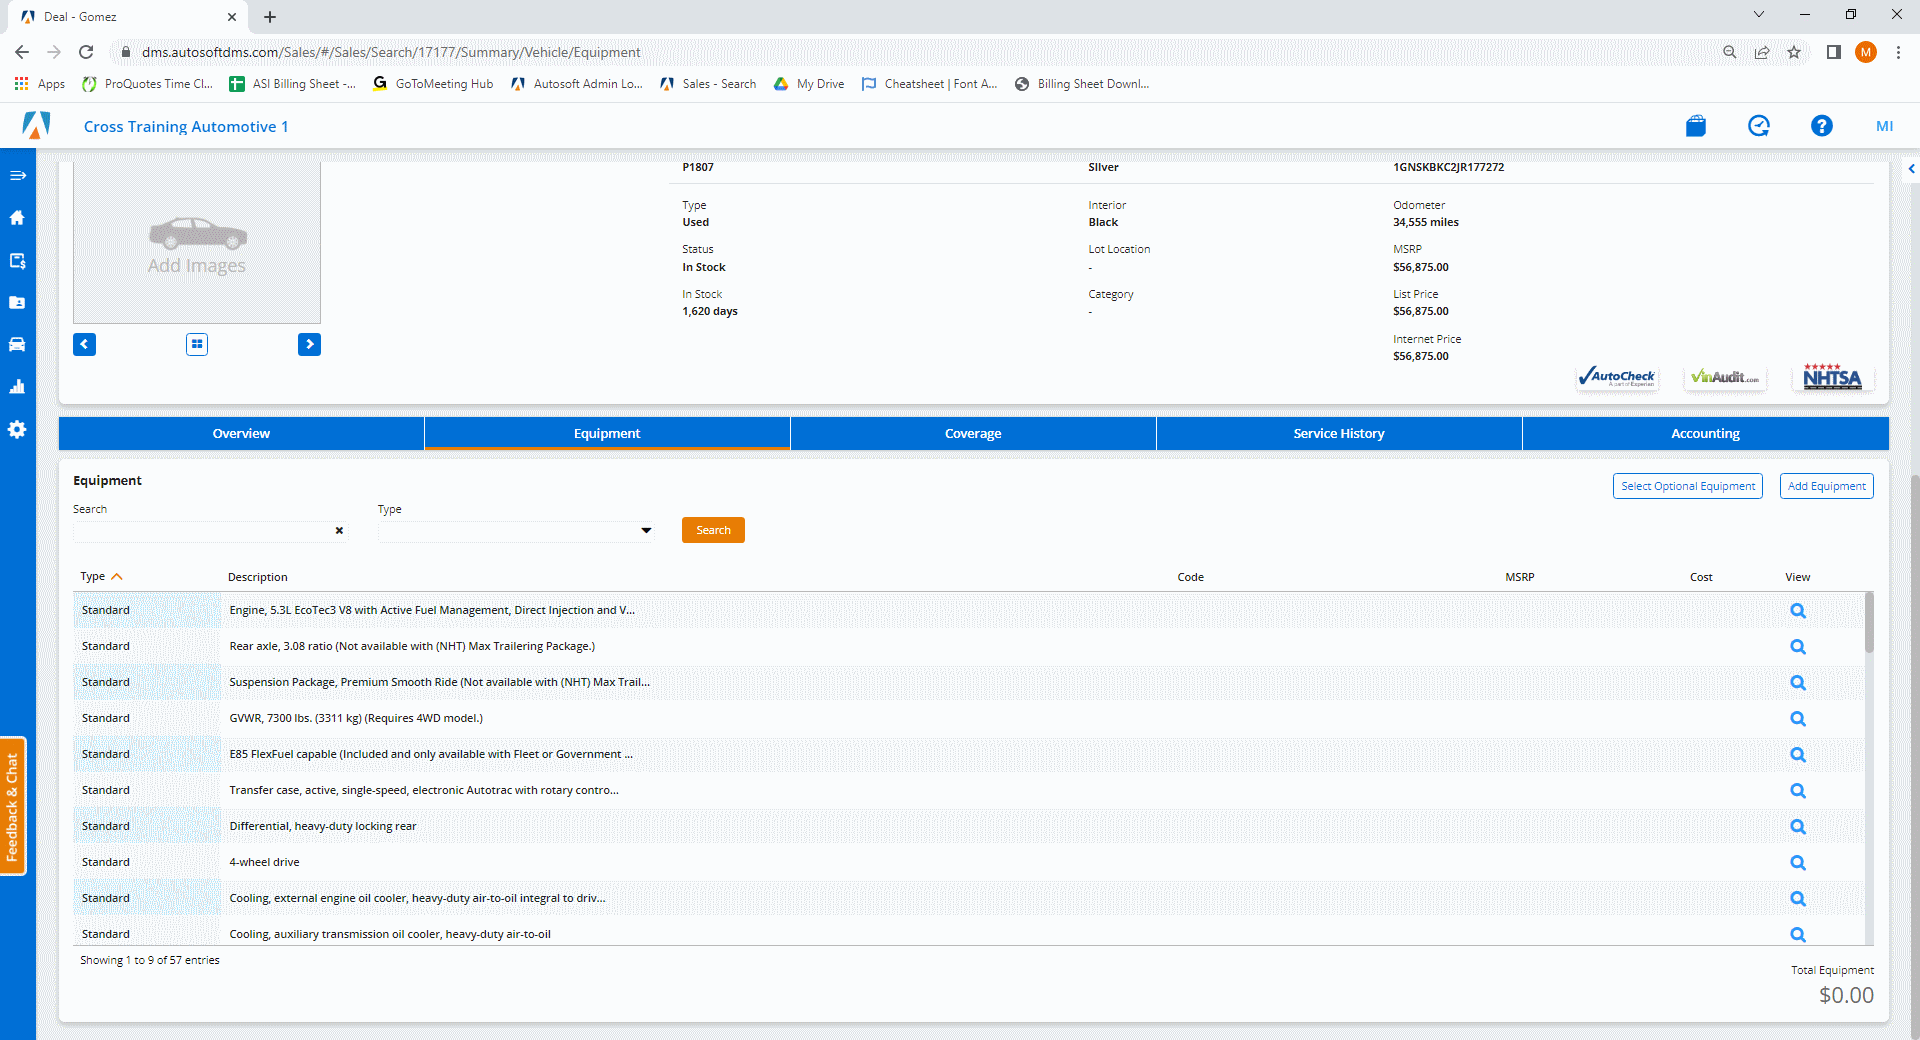 Deal - Gomez
dms.autosoftdms.com/Sales/#/Sales/Search/17177/Summary/Vehicle/Equipment
M
Apps
ProQuotes Time Cl...
ASI Billing Sheet -...
GoToMeeting Hub
Autosoft Admin Lo...
Sales - Search
My Drive
Cheatsheet | Font A...
Billing Sheet Downl...
Cross Training Automotive 1
MI
P1807
Silver
1GNSKBKC2JR177272
Add Images
Type
Used
Interior
Black
Odometer
34,555 miles
Status
In Stock
Lot Location
-
MSRP
$56,875.00
In Stock
1,620 days
Category
-
List Price
$56,875.00
Internet Price
$56,875.00
AutoCheck
A part of Experian
VinAudit.com
NHTSA
Overview
Equipment
Coverage
Service History
Accounting
Equipment
Select Optional Equipment
Add Equipment
Search
Type
Search
Type
Description
Code
MSRP
Cost
View
Standard
Engine, 5.3L EcoTec3 V8 with Active Fuel Management, Direct Injection and V...
Standard
Rear axle, 3.08 ratio (Not available with (NHT) Max Trailering Package.)
Standard
Suspension Package, Premium Smooth Ride (Not available with (NHT) Max Trail...
Standard
GVWR, 7300 lbs. (3311 kg) (Requires 4WD model.)
Standard
E85 FlexFuel capable (Included and only available with Fleet or Government ...
Standard
Transfer case, active, single-speed, electronic Autotrac with rotary contro...
Standard
Differential, heavy-duty locking rear
Standard
4-wheel drive
Standard
Cooling, external engine oil cooler, heavy-duty air-to-oil integral to driv...
Standard
Cooling, auxiliary transmission oil cooler, heavy-duty air-to-oil
Showing 1 to 9 of 57 entries
Total Equipment
$0.00
Feedback & Chat